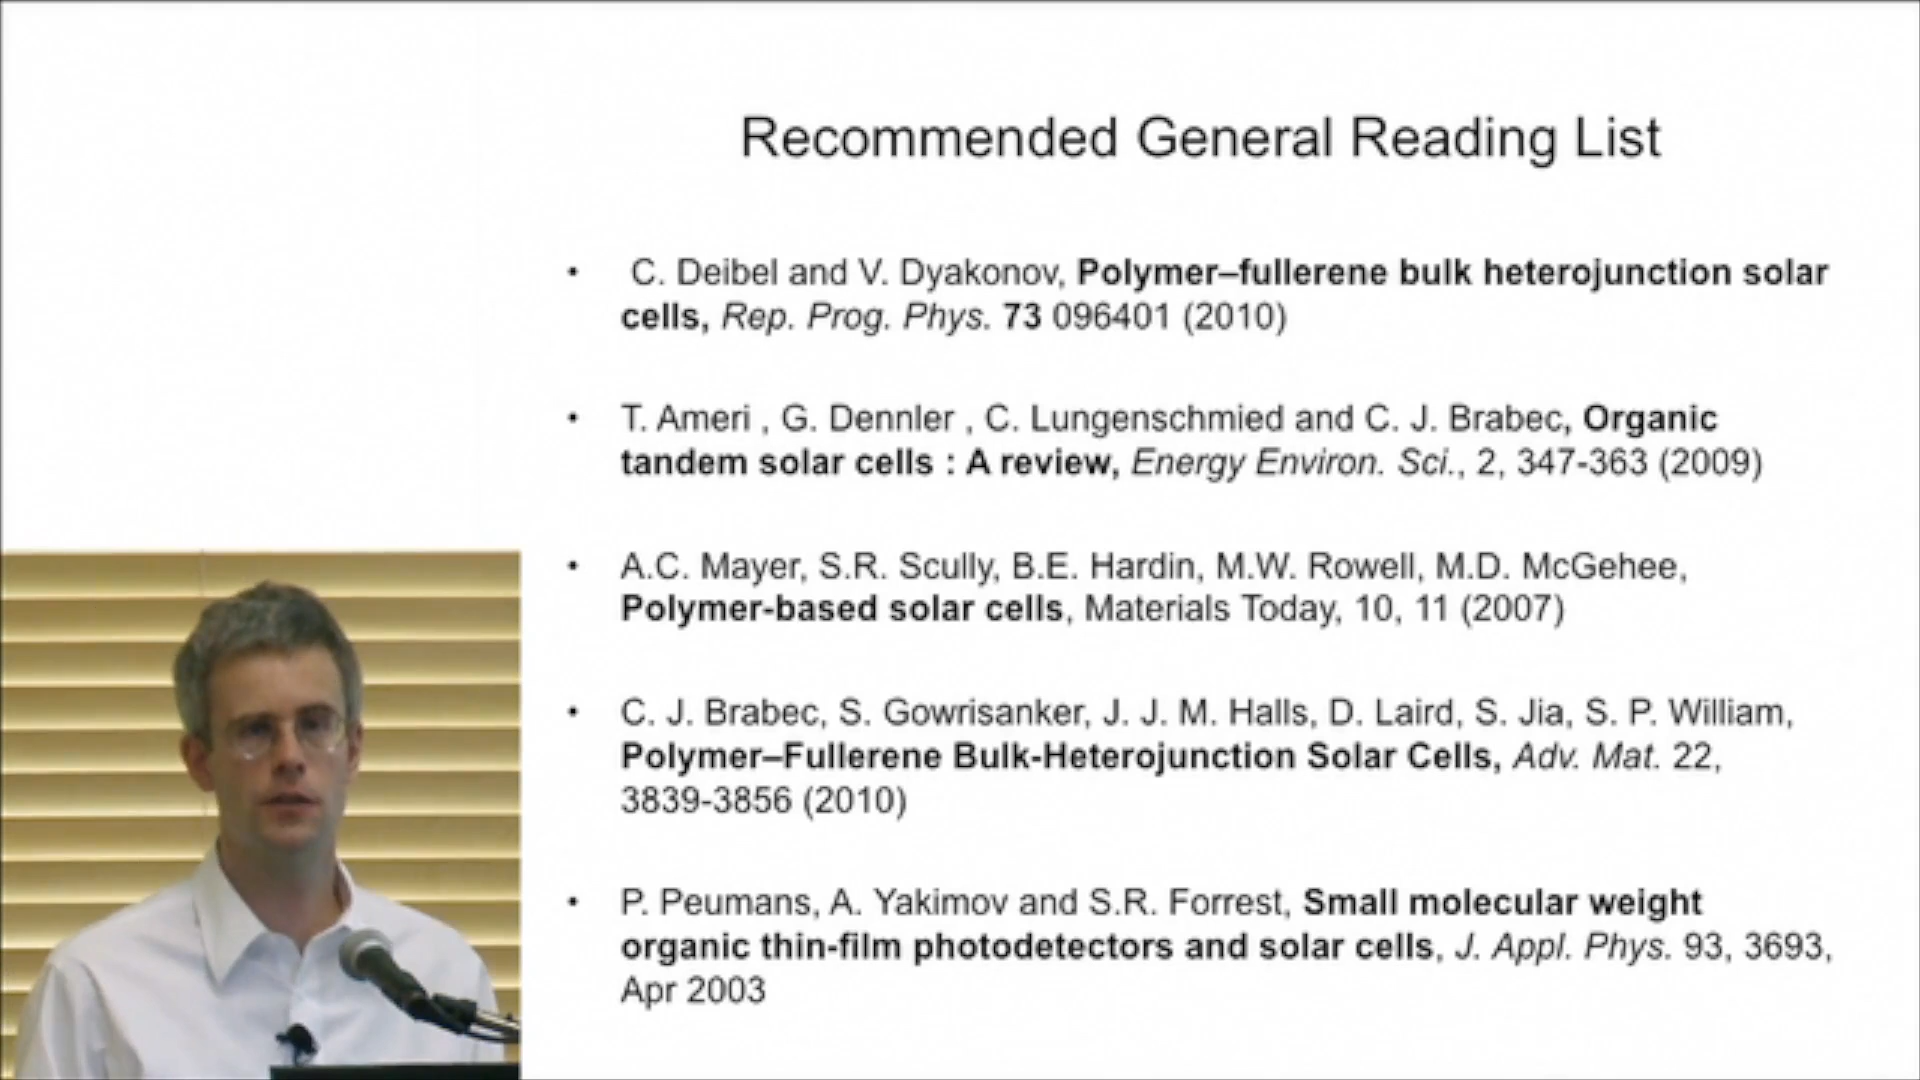 Recommended General Reading List
• C. Deibel and V. Dyakonov, Polymer–fullerene bulk heterojunction solar
cells, Rep. Prog. Phys. 73 096401 (2010)
• T. Ameri , G. Dennler , C. Lungenschmied and C. J. Brabec, Organic
tandem solar cells : A review, Energy Environ. Sci., 2, 347-363 (2009)
• A.C. Mayer, S.R. Scully, B.E. Hardin, M.W. Rowell, M.D. McGehee,
Polymer-based solar cells, Materials Today, 10, 11 (2007)
• C. J. Brabec, S. Gowrisanker, J. J. M. Halls, D. Laird, S. Jia, S. P. William,
Polymer–Fullerene Bulk-Heterojunction Solar Cells, Adv. Mat. 22,
3839-3856 (2010)
• P. Peumans, A. Yakimov and S.R. Forrest, Small molecular weight
organic thin-film photodetectors and solar cells, J. Appl. Phys. 93, 3693,
Apr 2003